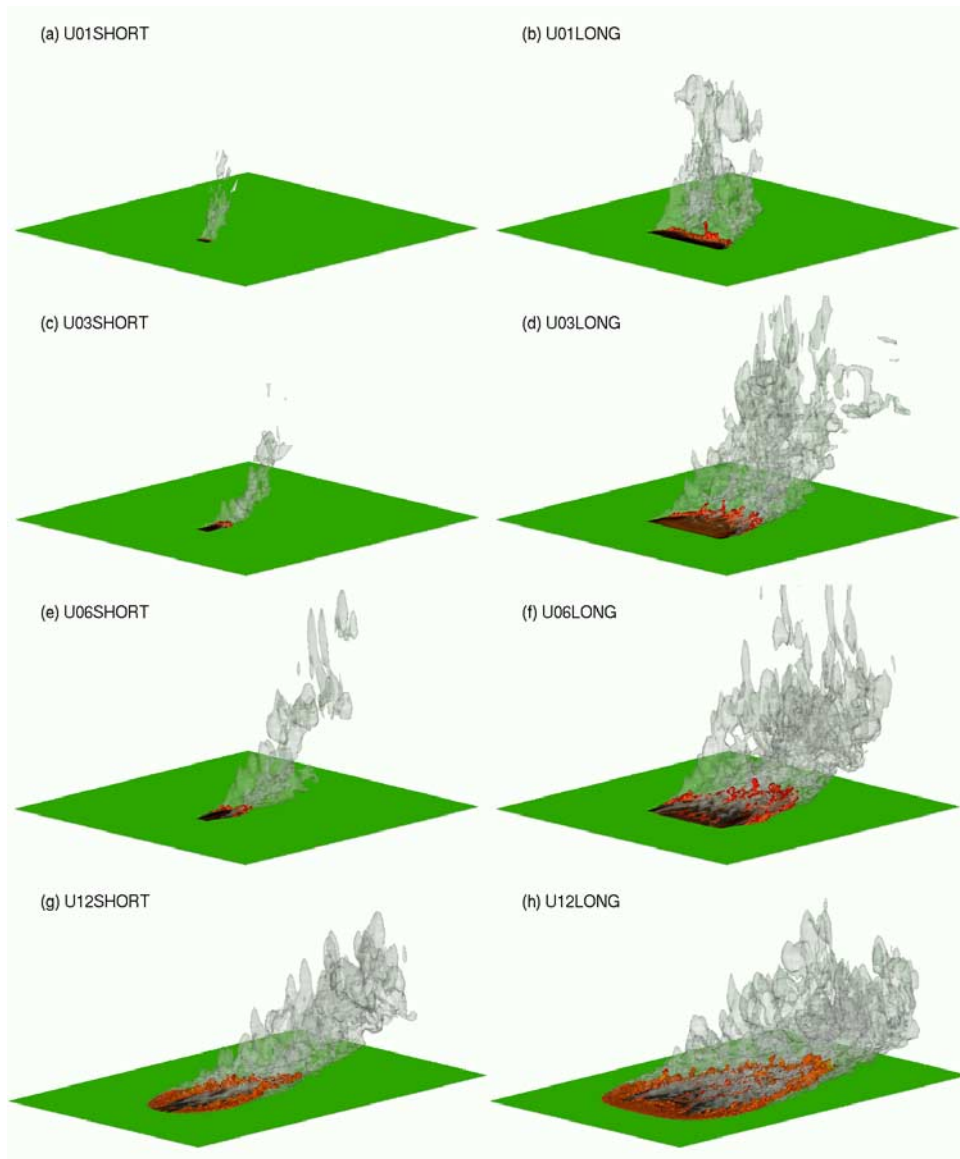 (a) U01SHORT
(b) U01LONG
(c) U03SHORT
(d) U03LONG
(e) U06SHORT
(f) U06LONG
(g) U12SHORT
(h) U12LONG